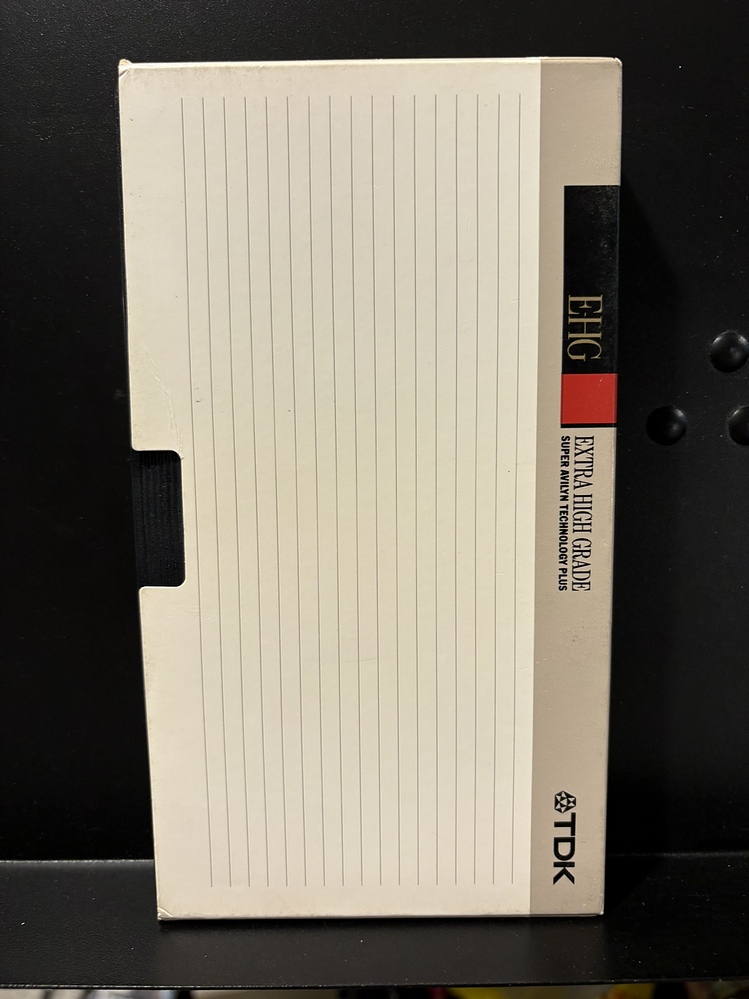 EHG
EXTRA HIGH GRADE
SUPER AVILYN TECHNOLOGY PLUS
TDK